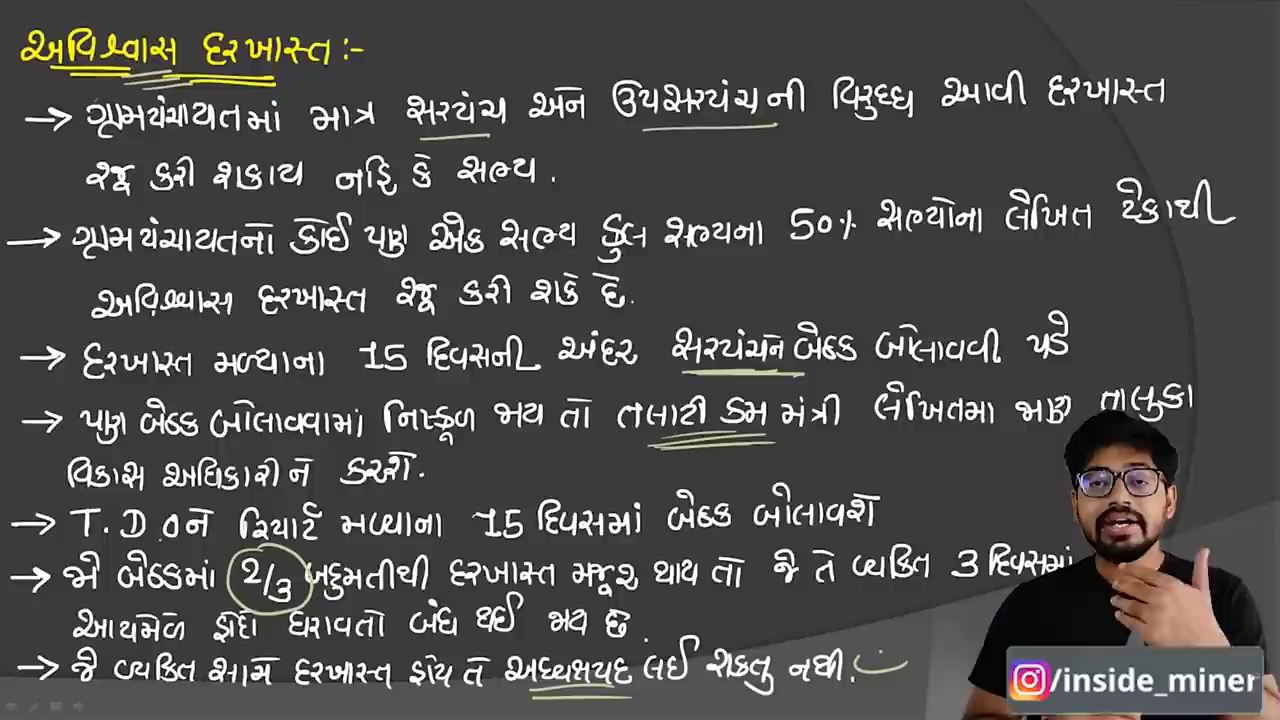 અવિશ્વાસ દરખાસ્ત :-
→ ગ્રામપંચાયતમાં માત્ર સરપંચ અને ઉપસરપંચની વિરુદ્ધ આવી દરખાસ્ત
રજૂ કરી શકાય નહિ કે સભ્ય.
→ ગ્રામપંચાયતનો કોઈ પણ એક સભ્ય કુલ સભ્યના 50% સભ્યોના લેખિત ટેકાથી
અવિશ્વાસ દરખાસ્ત રજૂ કરી શકે છે.
→ દરખાસ્ત મળ્યાના 15 દિવસની અંદર સરપંચને બેઠક બોલાવવી પડે
→ પણ બેઠક બોલાવવામાં નિષ્ફળ જાય તો તલાટી કમ મંત્રી લેખિતમા જાણ તાલુકા
વિકાસ અધિકારીને કરશે.
→ T.D.Oને રિપોર્ટ મળ્યાના 15 દિવસમાં બેઠક બોલાવશે
→ જો બેઠકમાં 2/3 બહુમતીથી દરખાસ્ત મંજૂર થાય તો જે તે વ્યક્તિ 3 દિવસમાં
આપમેળે હોદ્દો ધરાવતો બંધ થઈ જાય છે.
→ જે વ્યક્તિ સામે દરખાસ્ત હોય તે અધ્યક્ષપદ લઈ શકતુ નથી.
/inside_miner